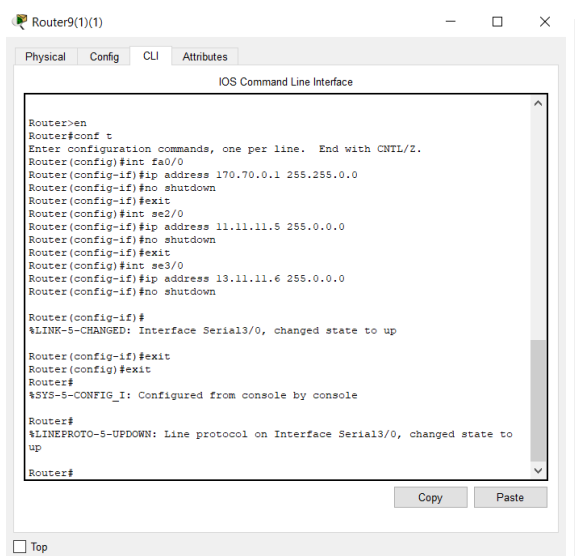 Router9(1)(1)
Physical Config CLI Attributes
IOS Command Line Interface
Router>en
Router#conf t
Enter configuration commands, one per line.  End with CNTL/Z.
Router(config)#int fa0/0
Router(config-if)#ip address 170.70.0.1 255.255.0.0
Router(config-if)#no shutdown
Router(config-if)#exit
Router(config)#int se2/0
Router(config-if)#ip address 11.11.11.5 255.0.0.0
Router(config-if)#no shutdown
Router(config-if)#exit
Router(config)#int se3/0
Router(config-if)#ip address 13.11.11.6 255.0.0.0
Router(config-if)#no shutdown
Router(config-if)#
%LINK-5-CHANGED: Interface Serial3/0, changed state to up
Router(config-if)#exit
Router(config)#exit
Router#
%SYS-5-CONFIG_I: Configured from console by console
Router#
%LINEPROTO-5-UPDOWN: Line protocol on Interface Serial3/0, changed state to
up
Router#
Copy Paste
Top